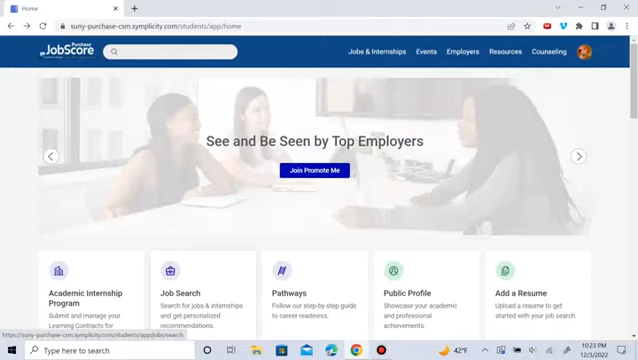 Home
suny-purchase-csm.symplicity.com/students/app/home
Purchase
JobScore
Jobs & Internships
Events
Employers
Resources
Counseling
See and Be Seen by Top Employers
Join Promote Me
Academic Internship
Program
Submit and manage your
Learning Contracts for
Job Search
Search for jobs & internships
and get personalized
recommendations.
Pathways
Follow our step-by-step guide
to career readiness.
Public Profile
Showcase your academic
and professional
achievements.
Add a Resume
Upload a resume to get
started with your job search
https://suny-purchase-csm.symplicity.com/students/app/jobs/search
Type here to search
42°F
10:23 PM
12/3/2022